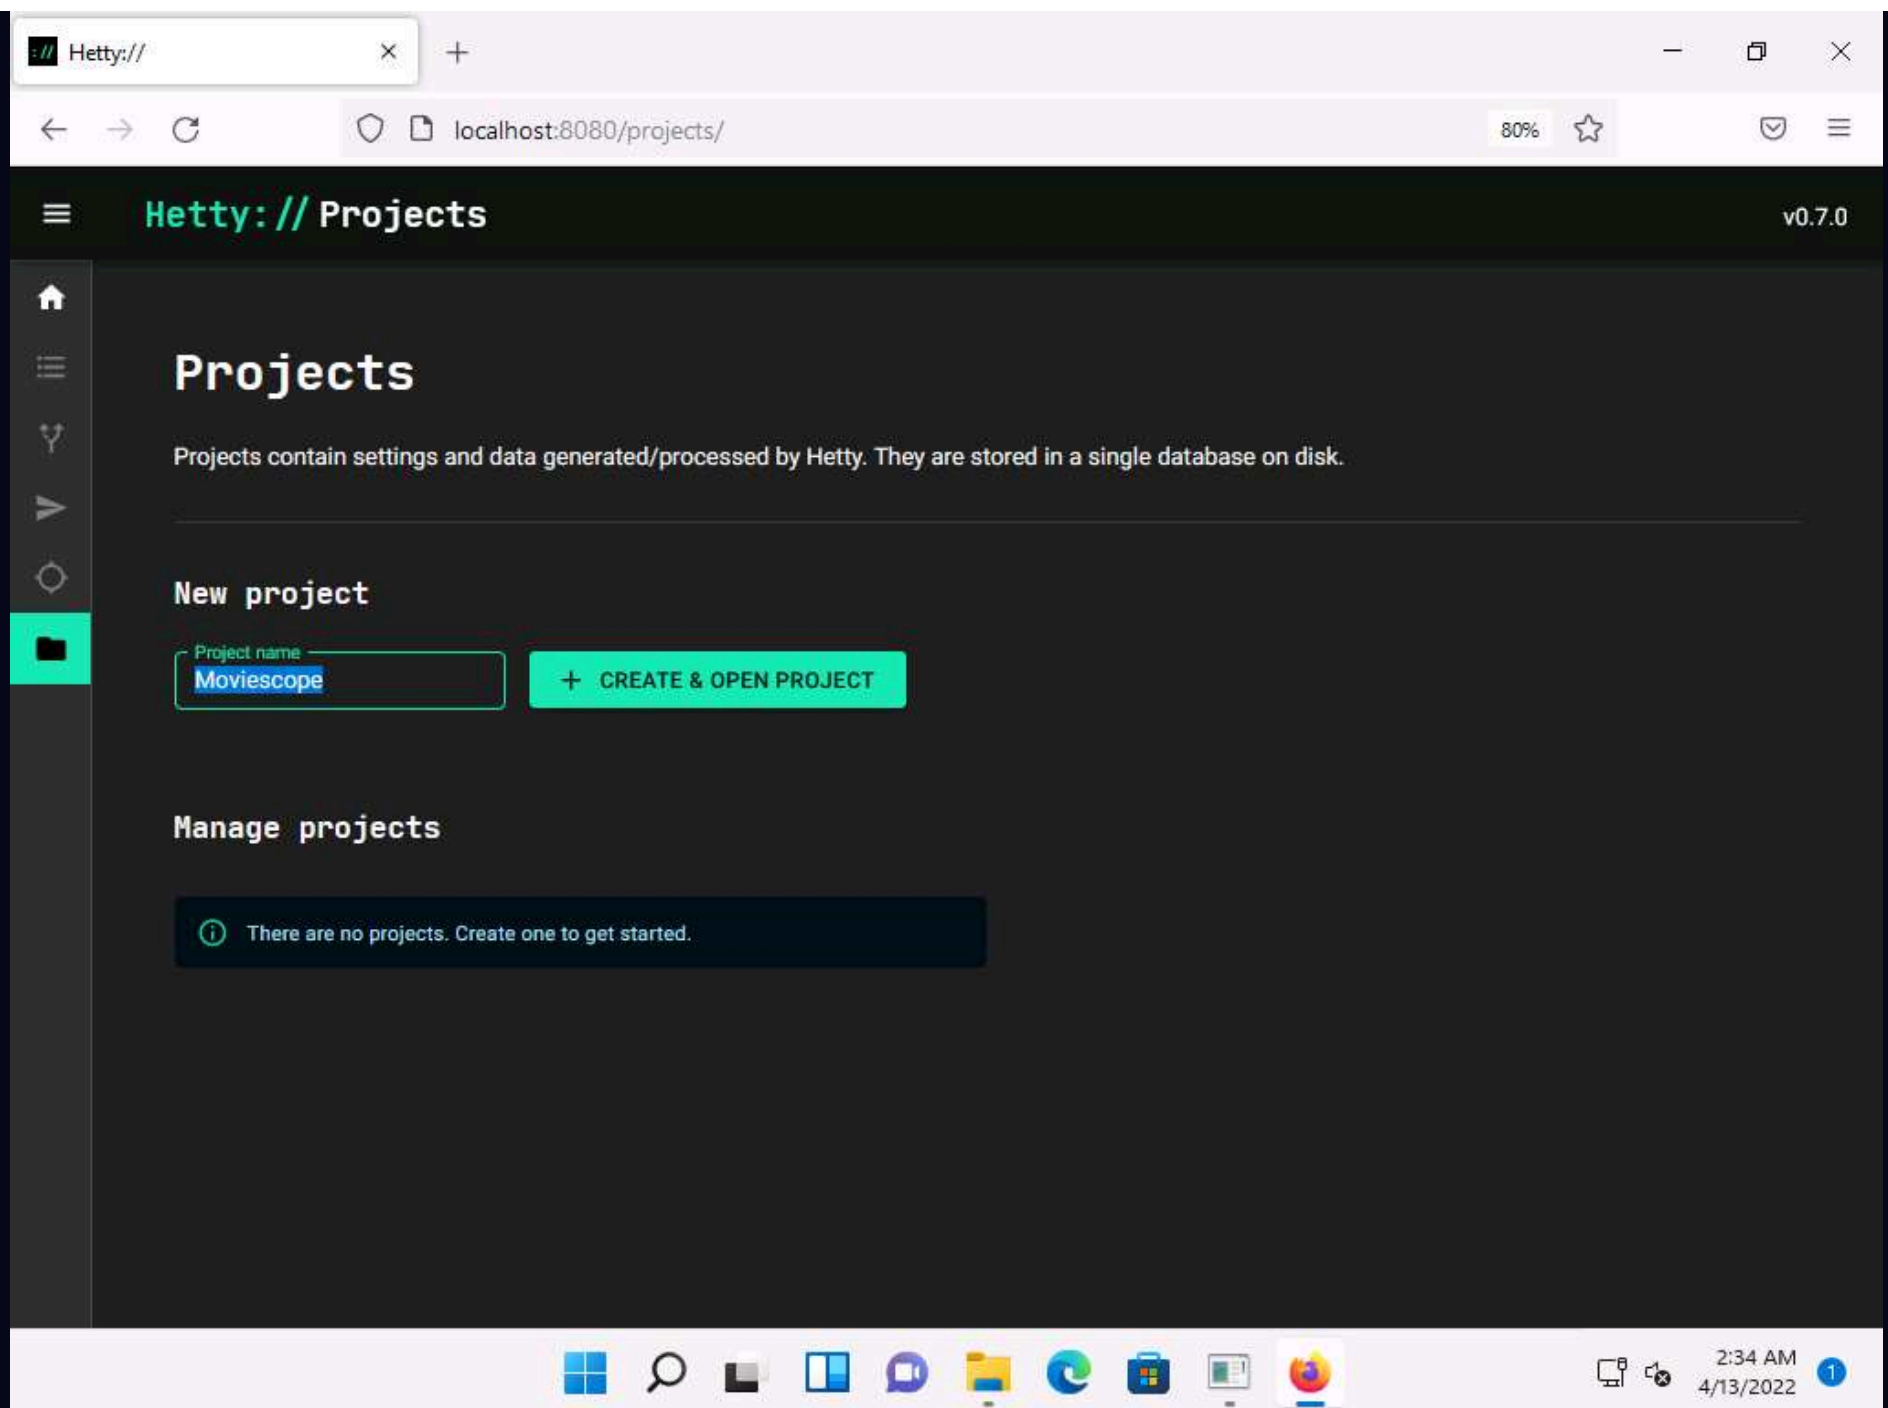 :// Hetty://
localhost:8080/projects/
80%
Hetty:// Projects
v0.7.0
Projects
Projects contain settings and data generated/processed by Hetty. They are stored in a single database on disk.
New project
Project name
Moviescope
+ CREATE & OPEN PROJECT
Manage projects
There are no projects. Create one to get started.
2:34 AM
4/13/2022
1